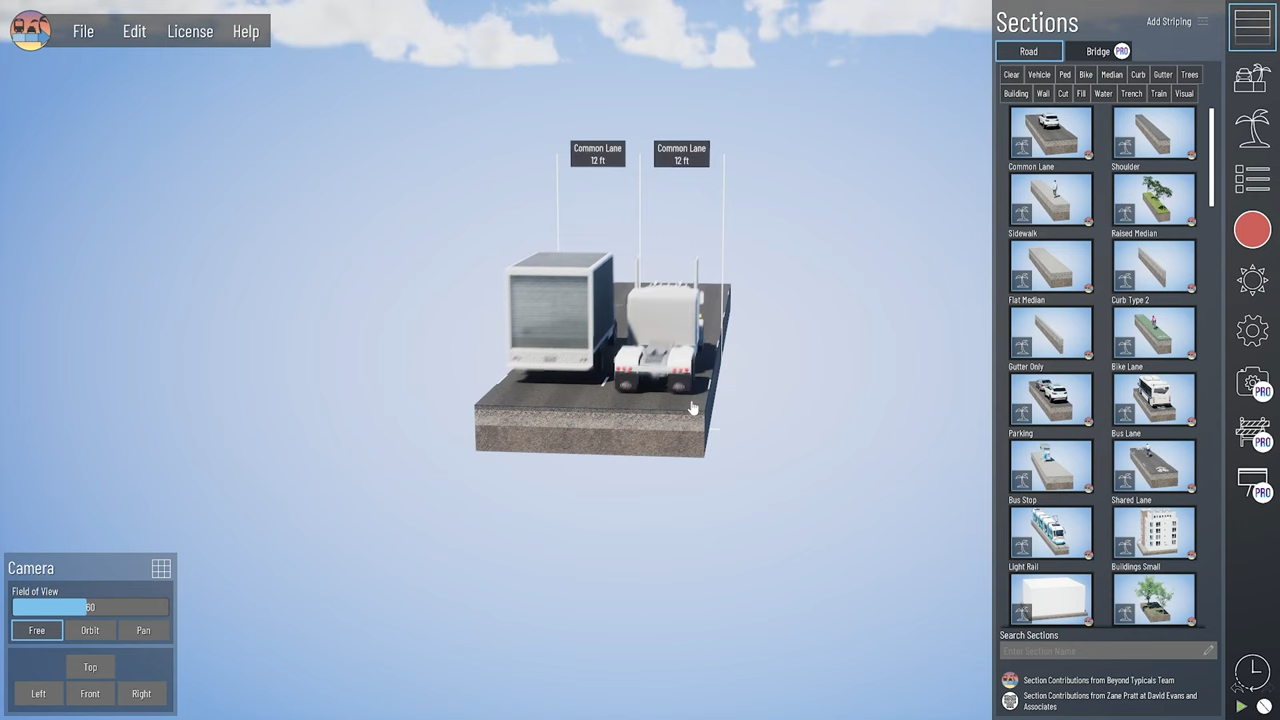 File Edit License Help
Common Lane
12 ft
Common Lane
12 ft
Sections
Add Striping
Road
Bridge PRO
Clear Vehicle Ped Bike Median Curb Gutter Trees
Building Wall Cut Fill Water Trench Train Visual
Common Lane Shoulder
Sidewalk Raised Median
Flat Median Curb Type 2
Gutter Only Bike Lane
Parking Bus Lane
Bus Stop Shared Lane
Light Rail Buildings Small
Search Sections
Enter Section Name
Section Contributions from Beyond Typicals Team
Section Contributions from Zane Pratt at David Evans and
Associates
PRO
PRO
PRO
Camera
Field of View
60
Free Orbit Pan
Top
Left Front Right